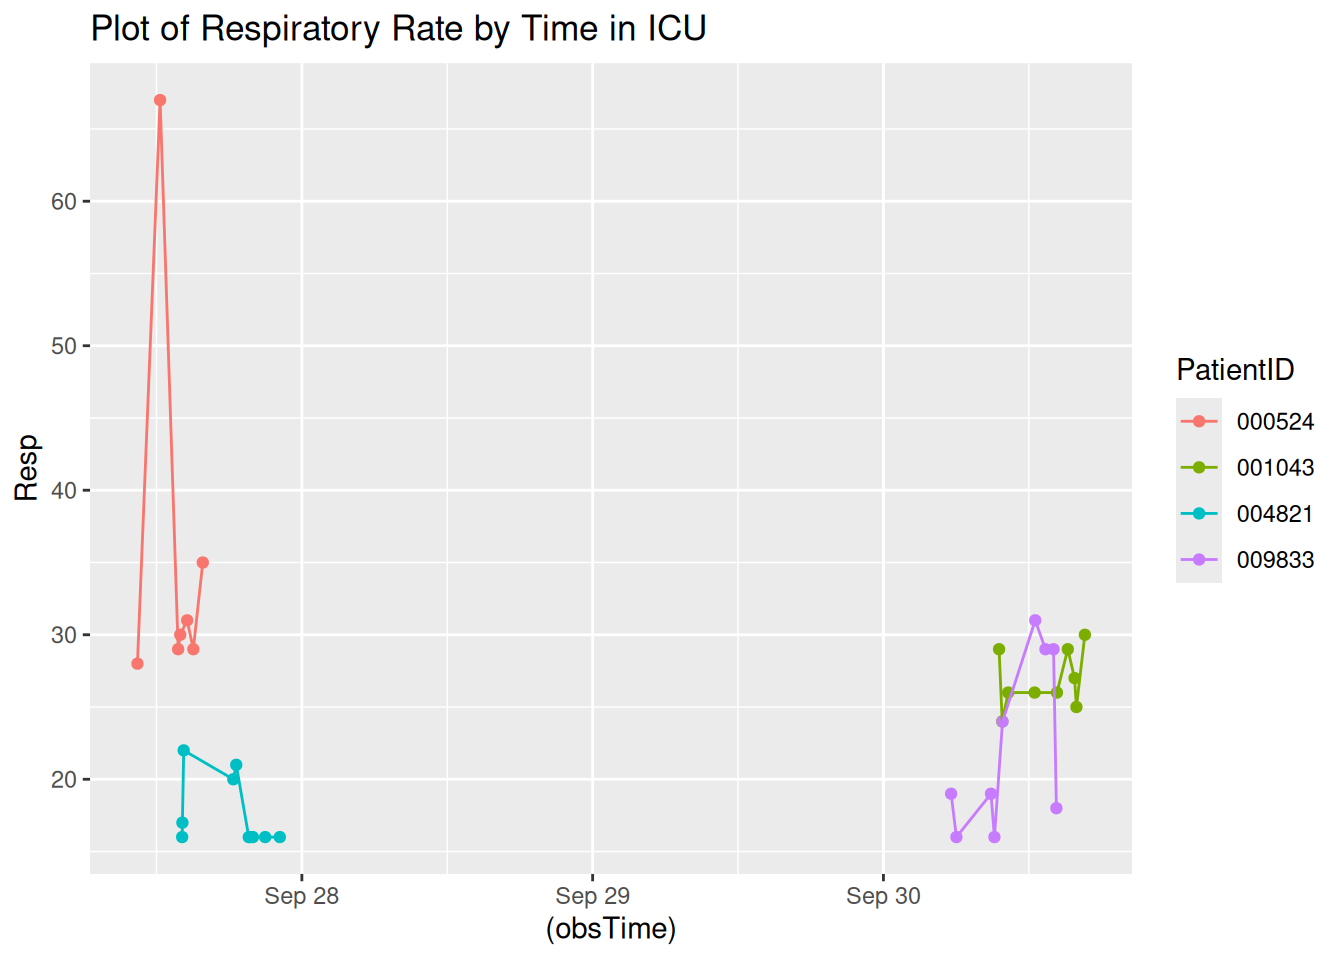 Plot of Respiratory Rate by Time in ICU
60
50
40
30
20
Resp
Sep 28
Sep 29
Sep 30
(obsTime)
PatientID
000524
001043
004821
009833